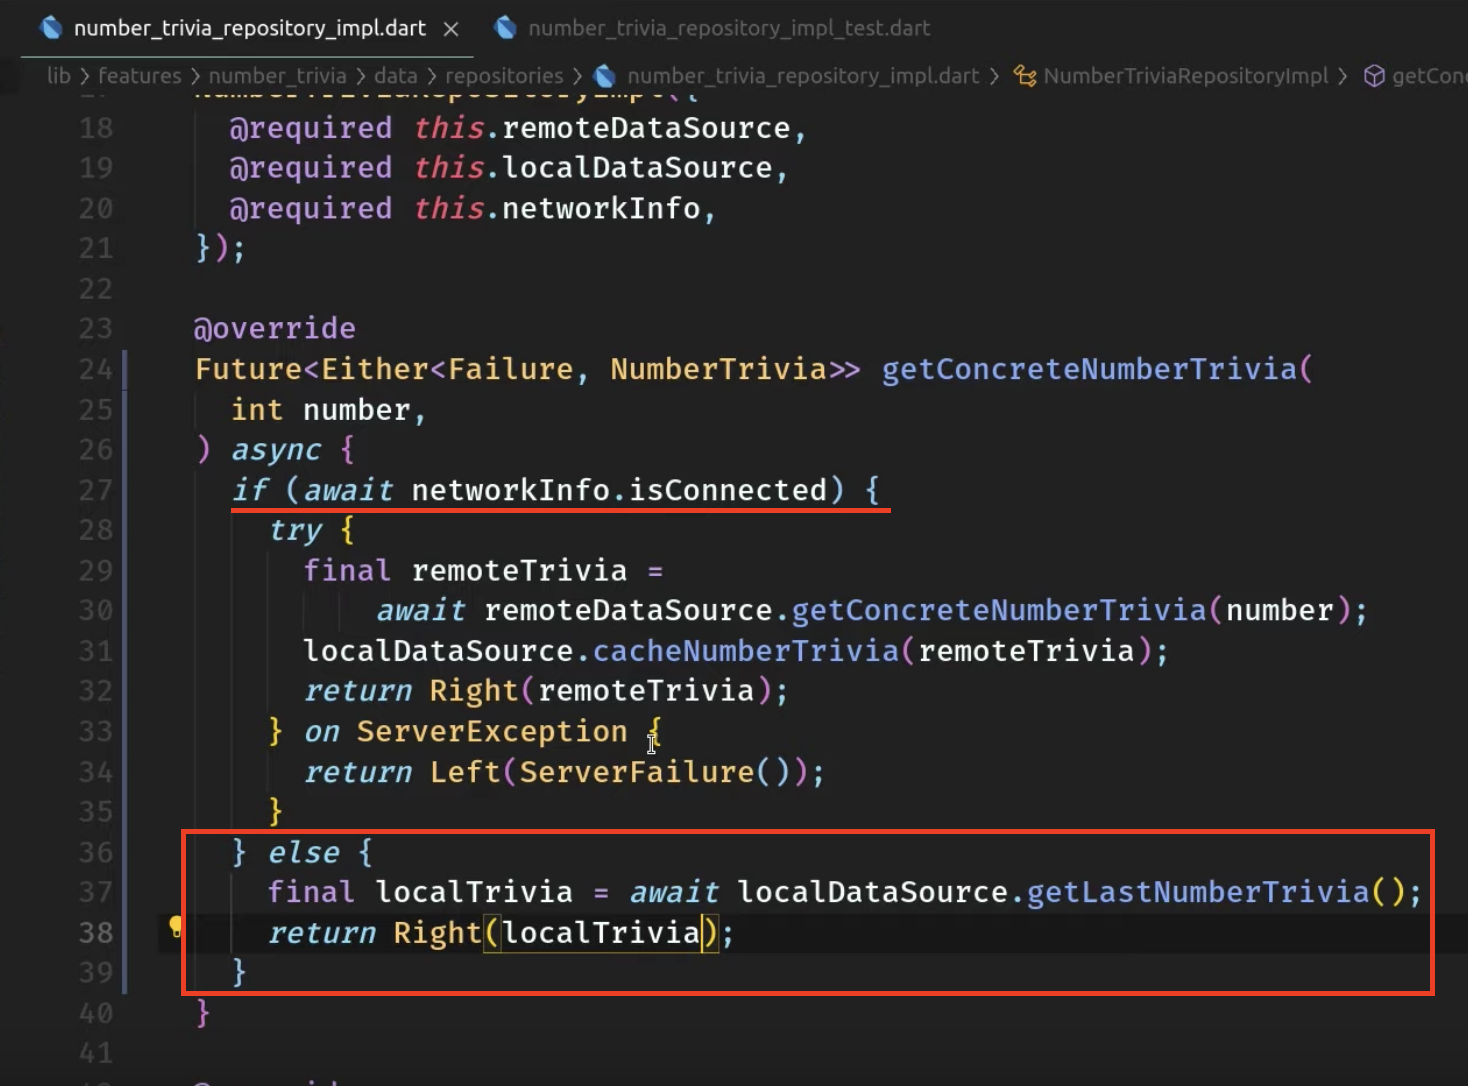 number_trivia_repository_impl.dart × number_trivia_repository_impl_test.dart
lib > features > number_trivia > data > repositories > number_trivia_repository_impl.dart > NumberTriviaRepositoryImpl > getConc
NumberTriviaRepositoryImpl({
18 @required this.remoteDataSource,
19 @required this.localDataSource,
20 @required this.networkInfo,
21 });
22
23 @override
24 Future<Either<Failure, NumberTrivia>> getConcreteNumberTrivia(
25 int number,
26 ) async {
27 if (await networkInfo.isConnected) {
28 try {
29 final remoteTrivia =
30 await remoteDataSource.getConcreteNumberTrivia(number);
31 localDataSource.cacheNumberTrivia(remoteTrivia);
32 return Right(remoteTrivia);
33 } on ServerException {
34 return Left(ServerFailure());
35 }
36 } else {
37 final localTrivia = await localDataSource.getLastNumberTrivia();
38 return Right(localTrivia);
39 }
40 }
41